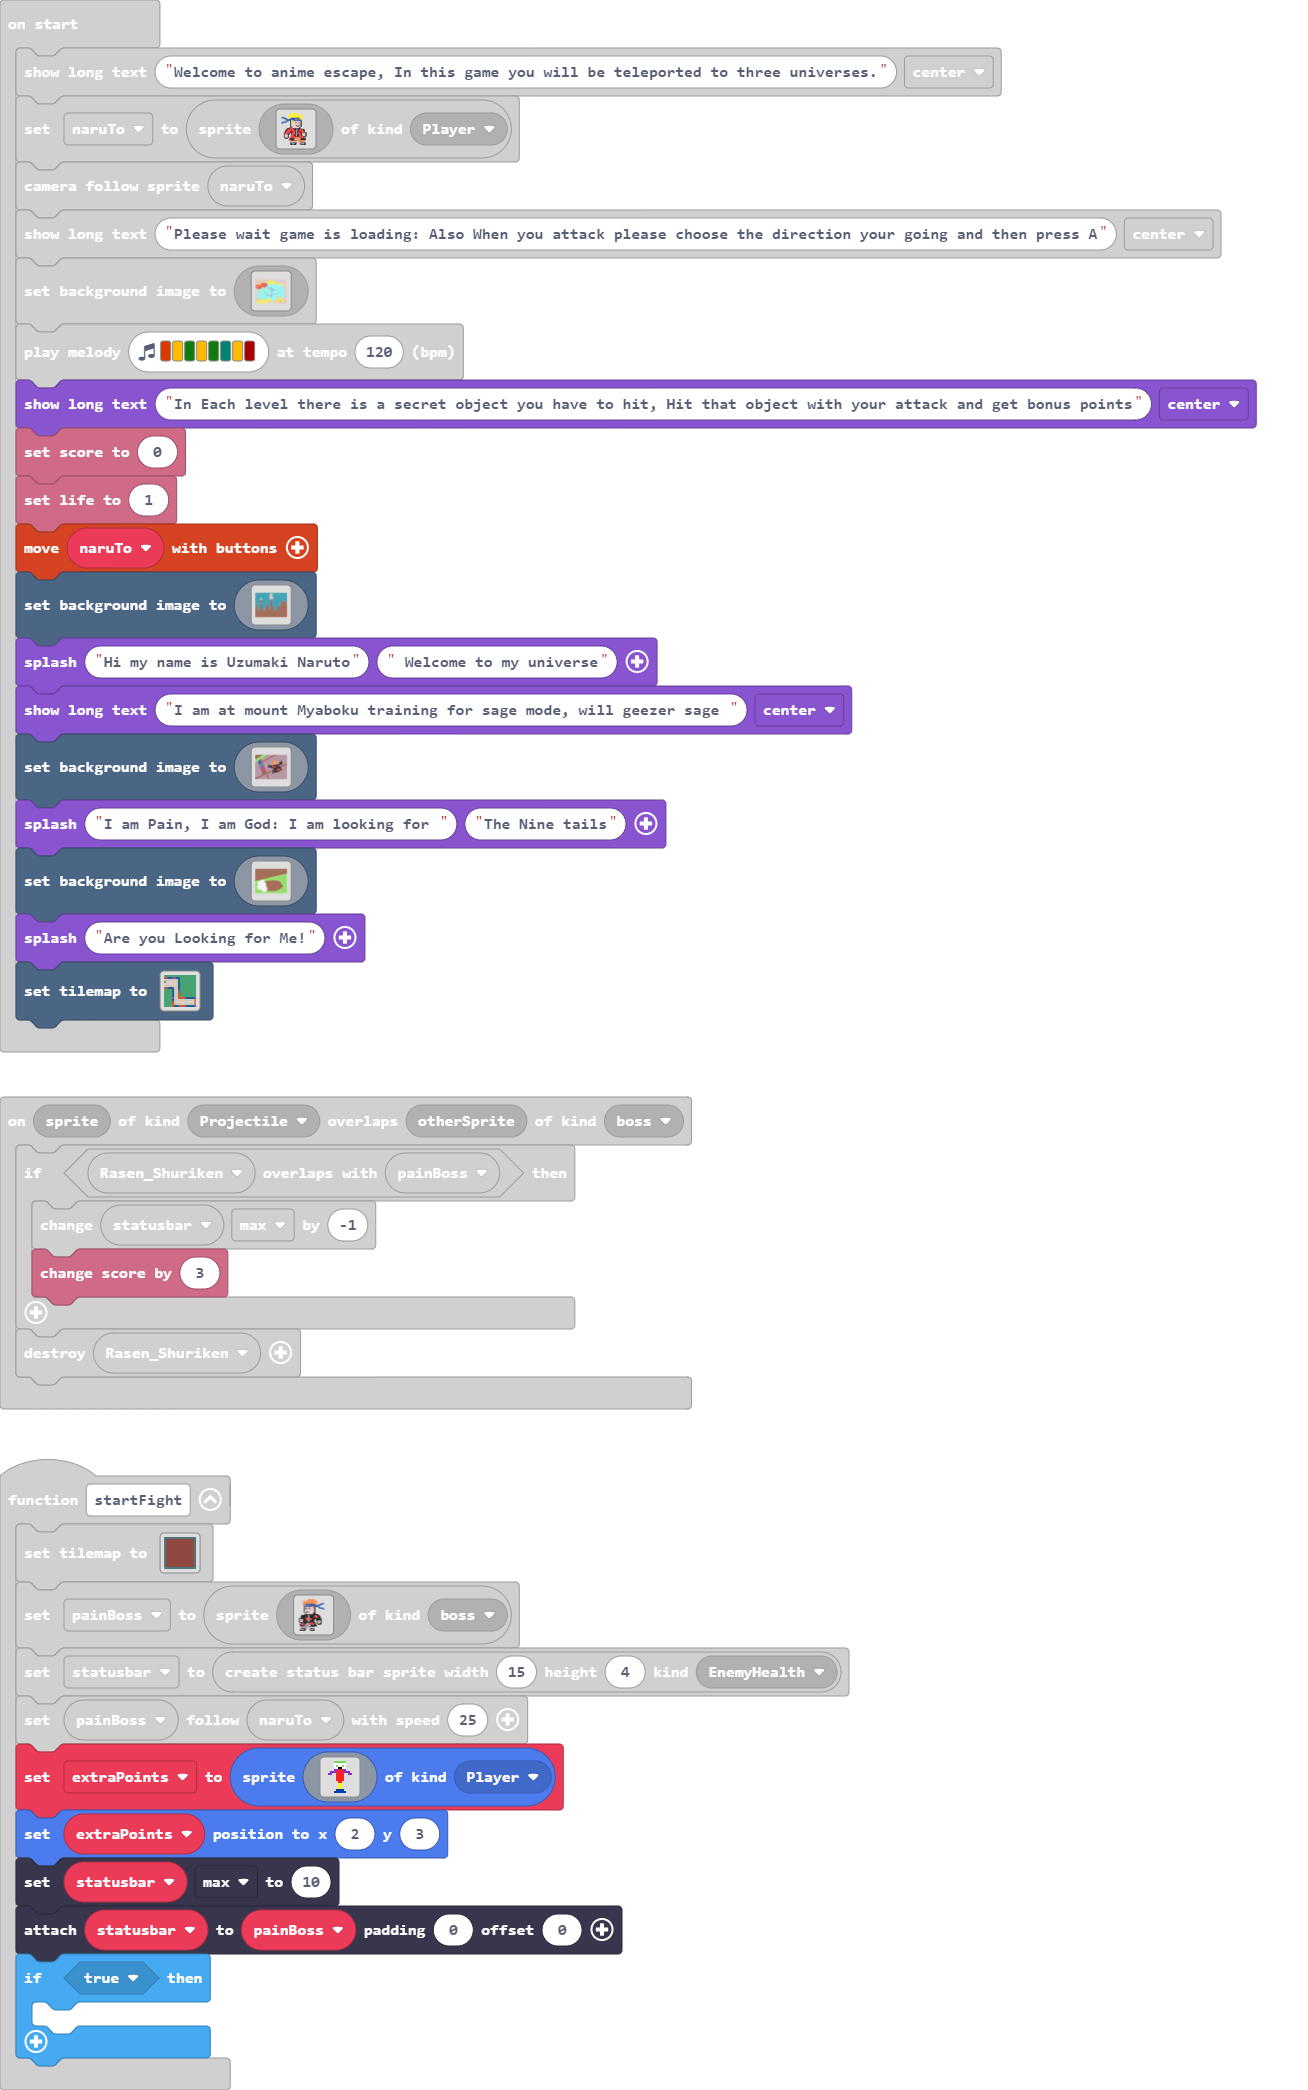 on start
show long text "Welcome to anime escape, In this game you will be teleported to three universes." center
set naruTo to sprite of kind Player
camera follow sprite naruTo
show long text "Please wait game is loading: Also When you attack please choose the direction your going and then press A" center
set background image to
play melody at tempo 120 (bpm)
show long text "In Each level there is a secret object you have to hit, Hit that object with your attack and get bonus points" center
set score to 0
set life to 1
move naruTo with buttons
set background image to
splash "Hi my name is Uzumaki Naruto" " Welcome to my universe"
show long text "I am at mount Myaboku training for sage mode, will geezer sage " center
set background image to
splash "I am Pain, I am God: I am looking for " "The Nine tails"
set background image to
splash "Are you Looking for Me!"
set tilemap to
on sprite of kind Projectile overlaps otherSprite of kind boss
if Rasen_Shuriken overlaps with painBoss then
change statusbar max by -1
change score by 3
destroy Rasen_Shuriken
function startFight
set tilemap to
set painBoss to sprite of kind boss
set statusbar to create status bar sprite width 15 height 4 kind EnemyHealth
set painBoss follow naruTo with speed 25
set extraPoints to sprite of kind Player
set extraPoints position to x 2 y 3
set statusbar max to 10
attach statusbar to painBoss padding 0 offset 0
if true then